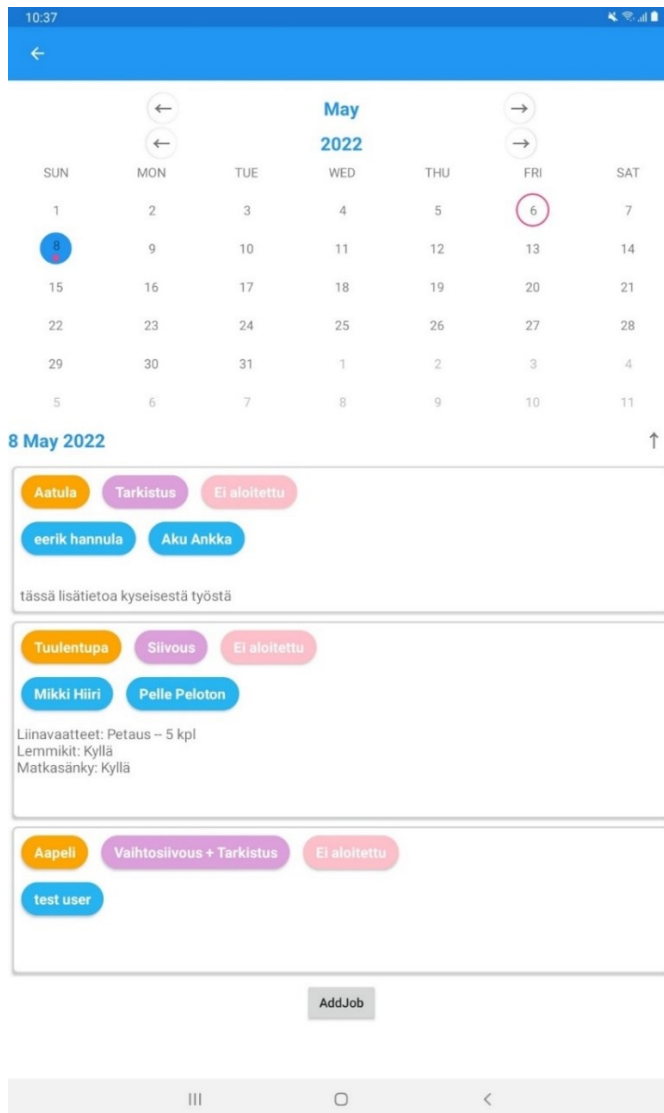 10:37
May
2022
SUN MON TUE WED THU FRI SAT
1 2 3 4 5 6 7
8 9 10 11 12 13 14
15 16 17 18 19 20 21
22 23 24 25 26 27 28
29 30 31 1 2 3 4
5 6 7 8 9 10 11
8 May 2022
Aatula Tarkistus Ei aloitettu
eerik hannula Aku Ankka
tässä lisätietoa kyseisestä työstä
Tuulentupa Siivous Ei aloitettu
Mikki Hiiri Pelle Peloton
Liinavaatteet: Petaus – 5 kpl
Lemmikit: Kyllä
Matkasänky: Kyllä
Aapeli Vaihtosiivous + Tarkistus Ei aloitettu
test user
AddJob